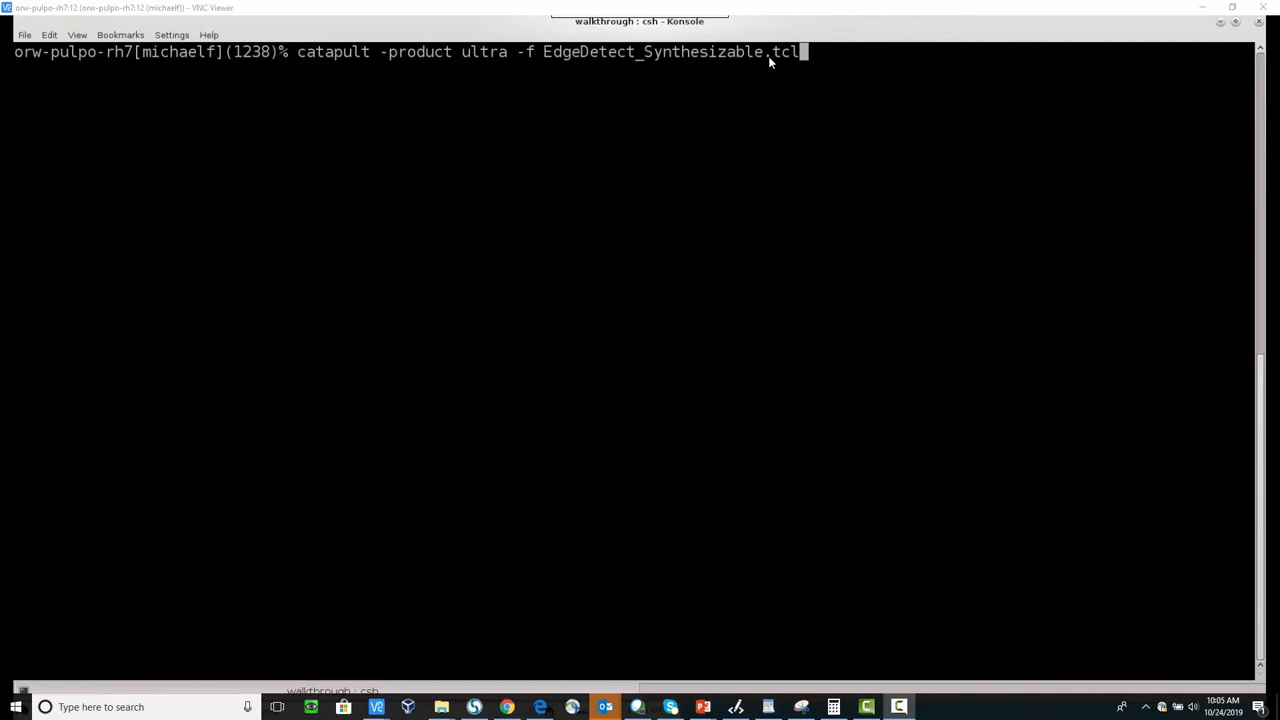 orw-pulpo-rh7:12 (orw-pulpo-rh7:12 (michaelf)) - VNC Viewer
walkthrough : csh - Konsole
File Edit View Bookmarks Settings Help
orw-pulpo-rh7[michaelf](1238)% catapult -product ultra -f EdgeDetect_Synthesizable.tcl
walkthrough : csh
Type here to search
10:05 AM
10/24/2019